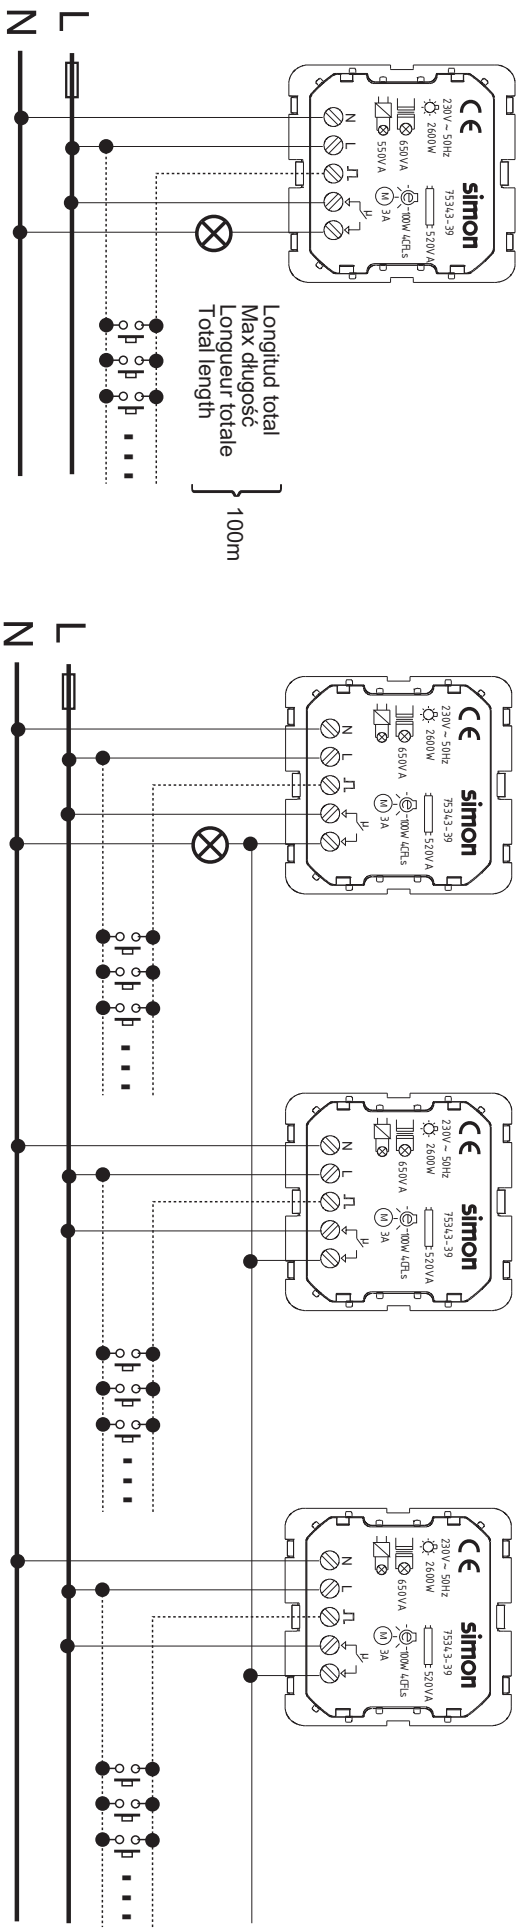 CE simon
230V ~ 50Hz 75343-39
2600W 520VA
650VA e 100W 4CFLs
550VA M 3A
µ
N L
Longitud total
Max długość
Longueur totale
Total length
100m
L
N
CE simon
230V ~ 50Hz 75343-39
2600W 520VA
650VA e 100W 4CFLs
M 3A
µ
N L
CE simon
230V ~ 50Hz 75343-39
2600W 520VA
650VA e 100W 4CFLs
M 3A
µ
N L
CE simon
230V ~ 50Hz 75343-39
2600W 520VA
650VA e 100W 4CFLs
M 3A
µ
N L
L
N